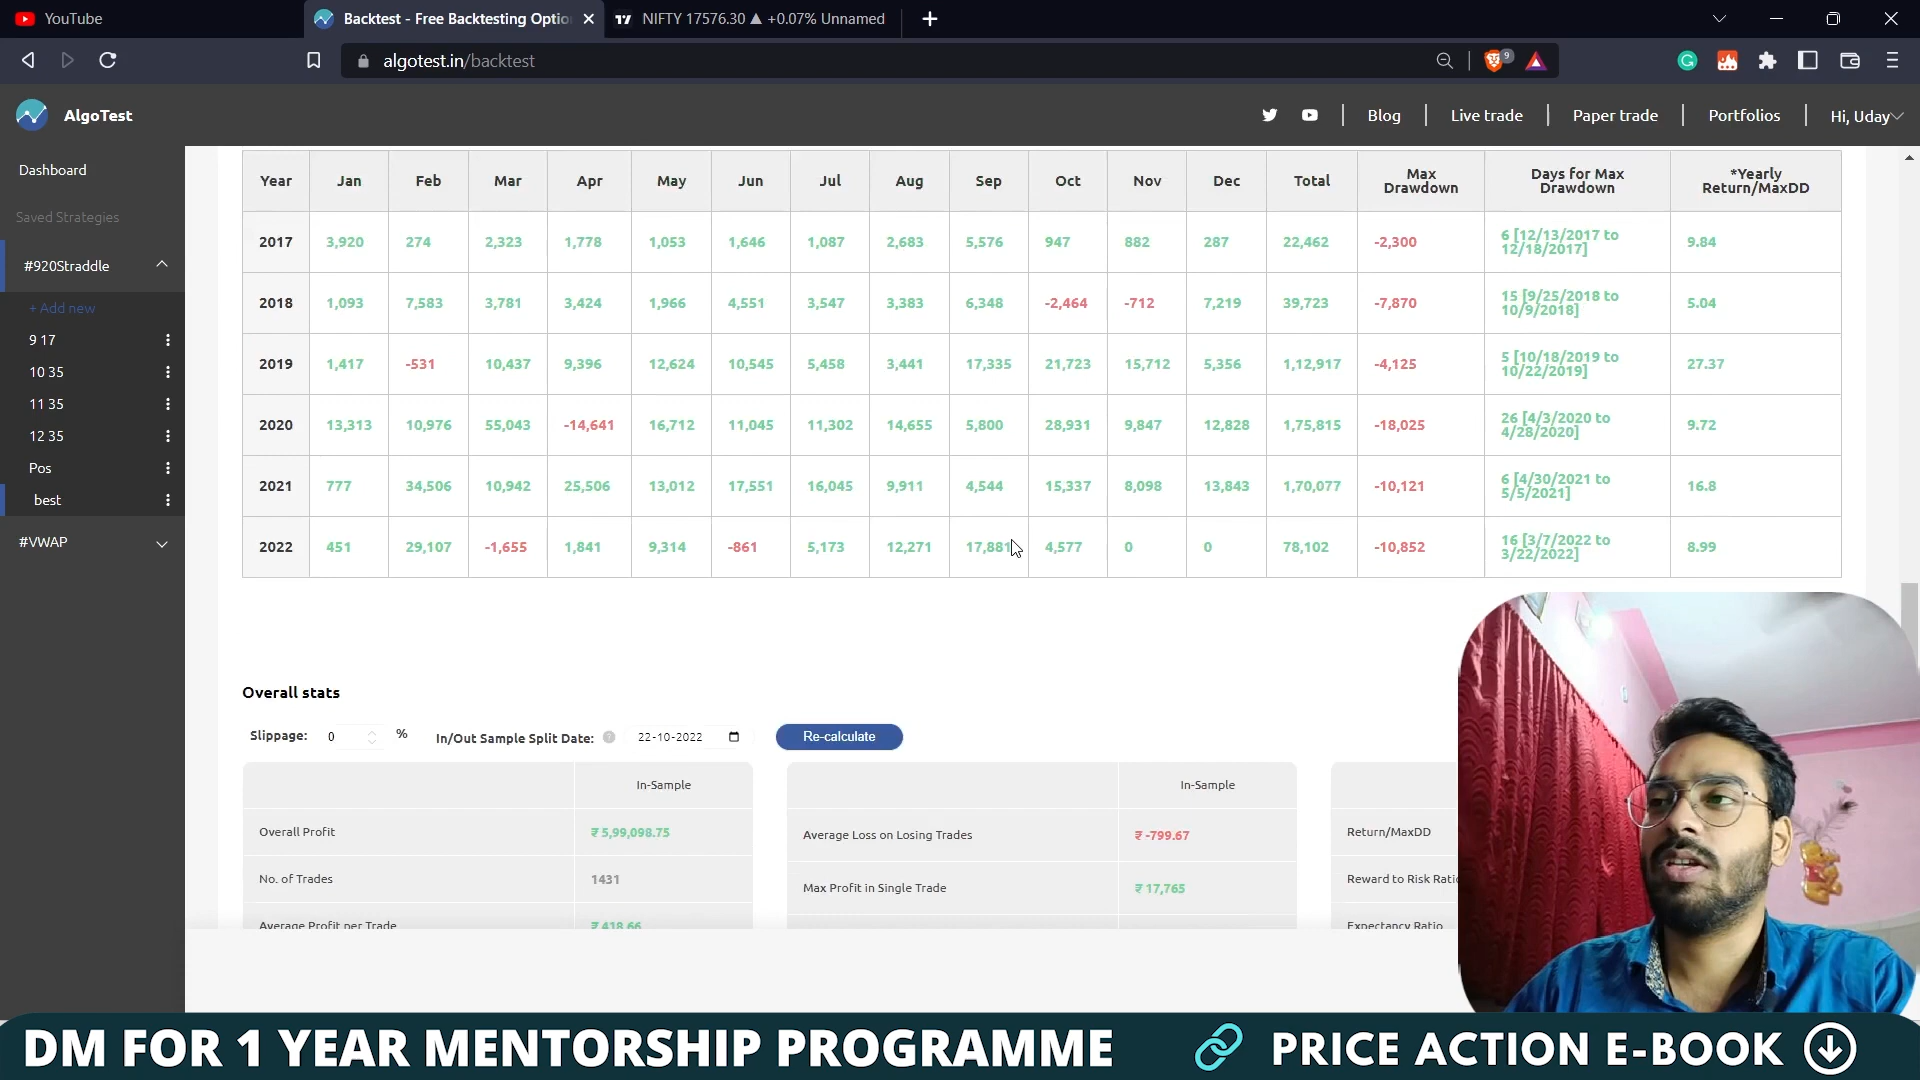 YouTube
Backtest - Free Backtesting Optio
NIFTY 17576.30 ▲ +0.07% Unnamed
algotest.in/backtest
9
AlgoTest
Blog
Live trade
Paper trade
Portfolios
Hi, Uday
Dashboard
Saved Strategies
#920Straddle
+ Add new
9 17
10 35
11 35
12 35
Pos
best
#VWAP
Year Jan Feb Mar Apr May Jun Jul Aug Sep Oct Nov Dec Total Max Drawdown Days for Max Drawdown *Yearly Return/MaxDD
2017 3,920 274 2,323 1,778 1,053 1,646 1,087 2,683 5,576 947 882 287 22,462 -2,300 6 [12/13/2017 to 12/18/2017] 9.84
2018 1,093 7,583 3,781 3,424 1,966 4,551 3,547 3,383 6,348 -2,464 -712 7,219 39,723 -7,870 15 [9/25/2018 to 10/9/2018] 5.04
2019 1,417 -531 10,437 9,396 12,624 10,545 5,458 3,441 17,335 21,723 15,712 5,356 1,12,917 -4,125 5 [10/18/2019 to 10/22/2019] 27.37
2020 13,313 10,976 55,043 -14,641 16,712 11,045 11,302 14,655 5,800 28,931 9,847 12,828 1,75,815 -18,025 26 [4/3/2020 to 4/28/2020] 9.72
2021 777 34,506 10,942 25,506 13,012 17,551 16,045 9,911 4,544 15,337 8,098 13,843 1,70,077 -10,121 6 [4/30/2021 to 5/5/2021] 16.8
2022 451 29,107 -1,655 1,841 9,314 -861 5,173 12,271 17,881 4,577 0 0 78,102 -10,852 16 [3/7/2022 to 3/22/2022] 8.99
Overall stats
Slippage: 0 % In/Out Sample Split Date: 22-10-2022 Re-calculate
In-Sample
Overall Profit ₹ 5,99,098.75
No. of Trades 1431
Average Profit per Trade ₹ 418.66
In-Sample
Average Loss on Losing Trades ₹ -799.67
Max Profit in Single Trade ₹ 17,765
Return/MaxDD
Reward to Risk Ratio
Expectancy Ratio
DM FOR 1 YEAR MENTORSHIP PROGRAMME
PRICE ACTION E-BOOK